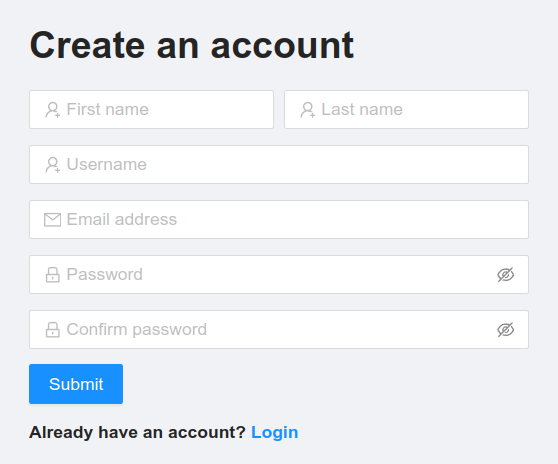 Create an account
First name Last name
Username
Email address
Password
Confirm password
Submit
Already have an account? Login